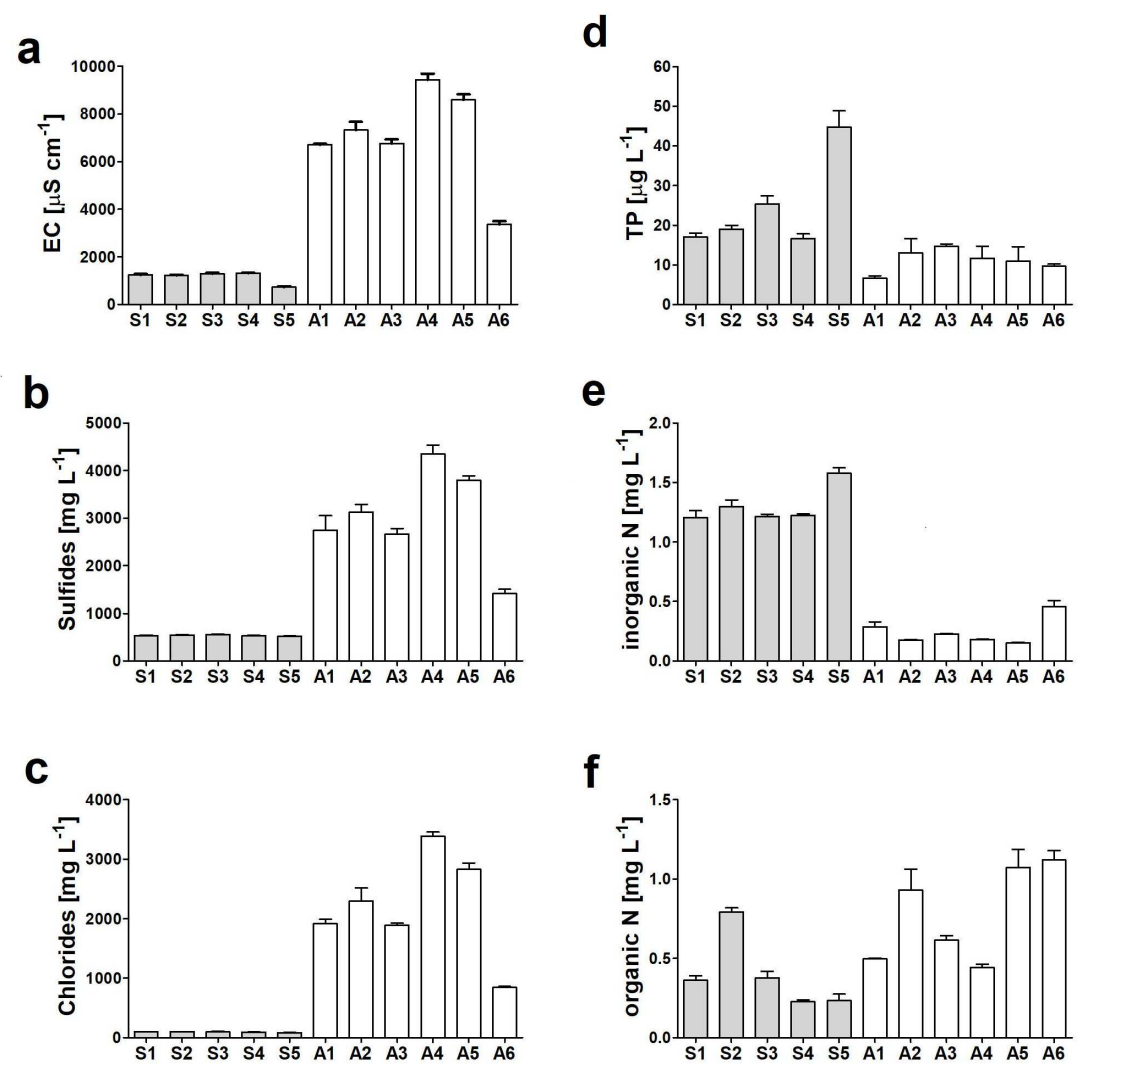 a
EC [μS cm-1]
10000
8000
6000
4000
2000
0
S1 S2 S3 S4 S5 A1 A2 A3 A4 A5 A6
d
TP [μg L-1]
60
50
40
30
20
10
0
S1 S2 S3 S4 S5 A1 A2 A3 A4 A5 A6
b
Sulfides [mg L-1]
5000
4000
3000
2000
1000
0
S1 S2 S3 S4 S5 A1 A2 A3 A4 A5 A6
e
inorganic N [mg L-1]
2.0
1.5
1.0
0.5
0.0
S1 S2 S3 S4 S5 A1 A2 A3 A4 A5 A6
c
Chlorides [mg L-1]
4000
3000
2000
1000
0
S1 S2 S3 S4 S5 A1 A2 A3 A4 A5 A6
f
organic N [mg L-1]
1.5
1.0
0.5
0.0
S1 S2 S3 S4 S5 A1 A2 A3 A4 A5 A6